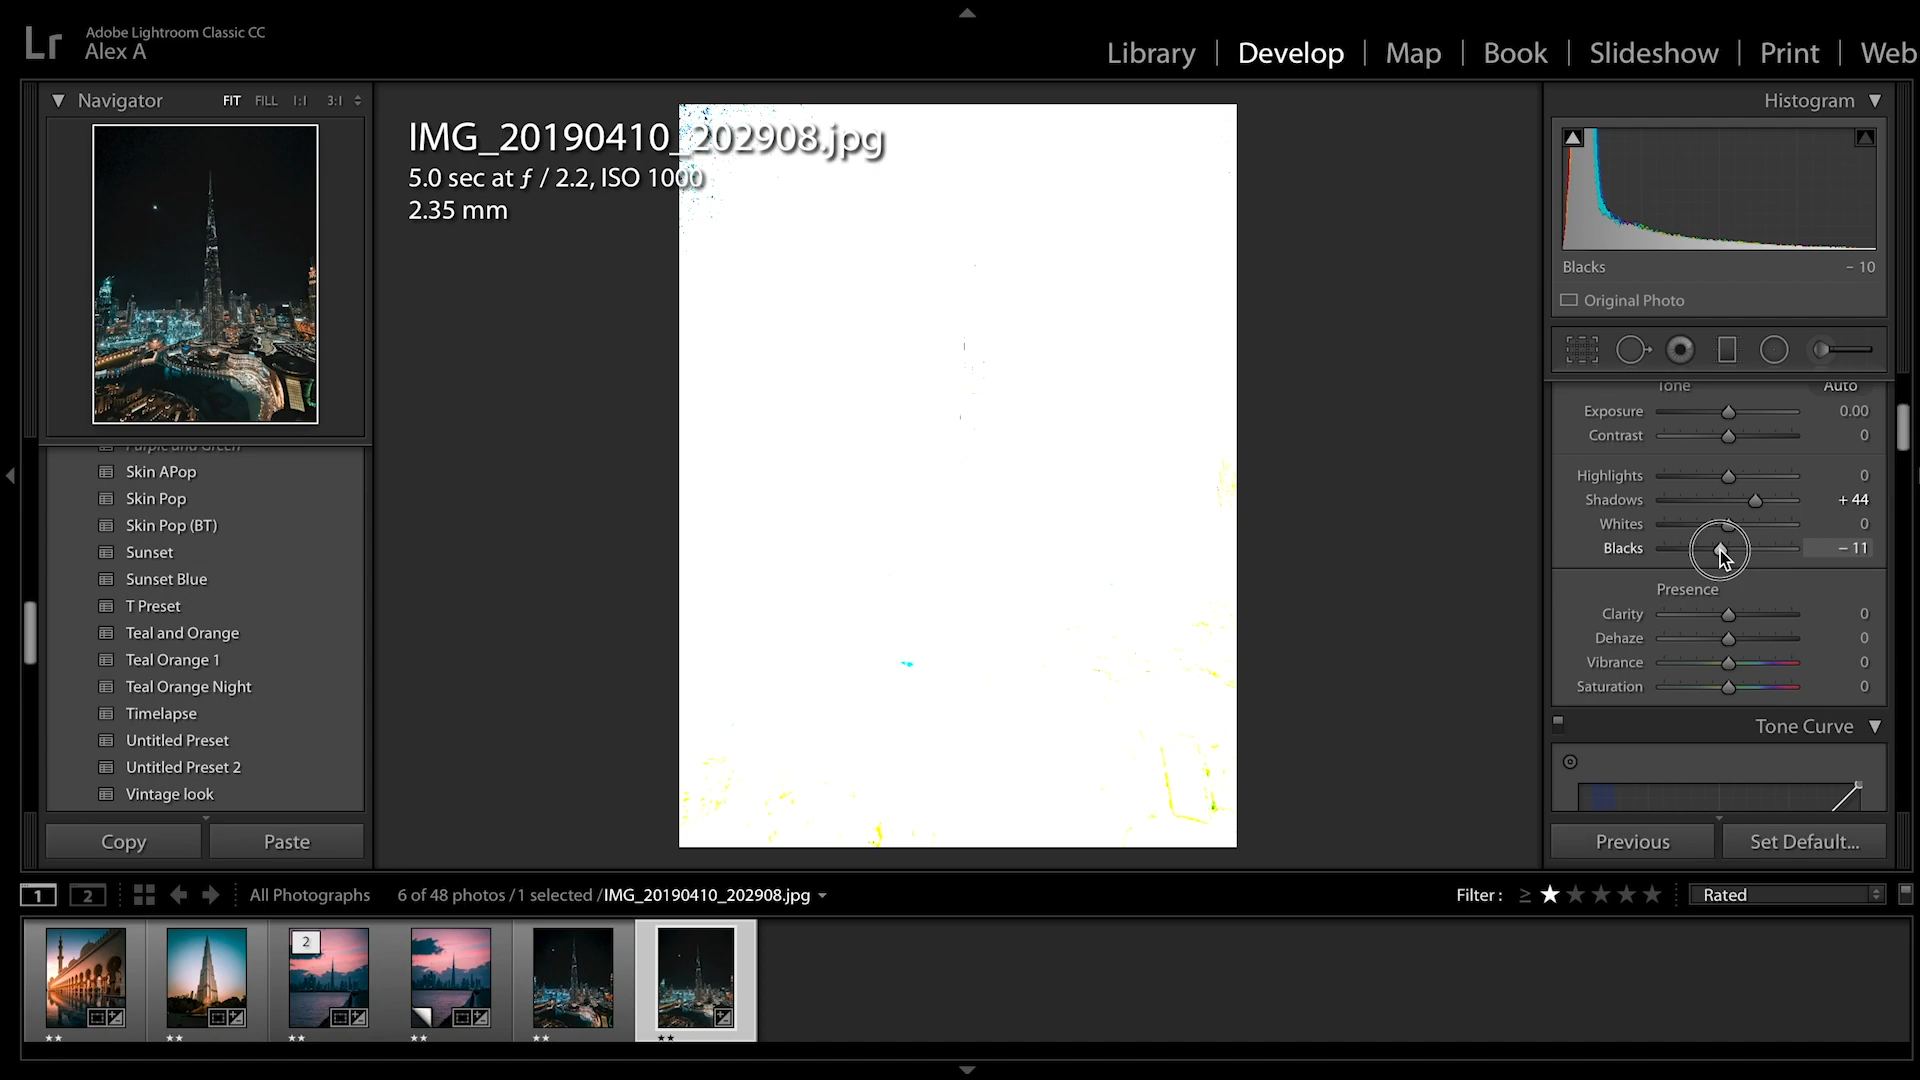 Lr
Adobe Lightroom Classic CC
Alex A
Library | Develop | Map | Book | Slideshow | Print | Web
Navigator FIT FILL 1:1 3:1
Purple and Green
Skin APop
Skin Pop
Skin Pop (BT)
Sunset
Sunset Blue
T Preset
Teal and Orange
Teal Orange 1
Teal Orange Night
Timelapse
Untitled Preset
Untitled Preset 2
Vintage look
Copy Paste
IMG_20190410_202908.jpg
5.0 sec at ƒ / 2.2, ISO 1000
2.35 mm
Histogram
Blacks – 10
Original Photo
Tone Auto
Exposure 0.00
Contrast 0
Highlights 0
Shadows + 44
Whites 0
Blacks – 11
Presence
Clarity 0
Dehaze 0
Vibrance 0
Saturation 0
Tone Curve
Previous Set Default...
1 2 All Photographs 6 of 48 photos / 1 selected / IMG_20190410_202908.jpg Filter : ≥ ★★★★★ Rated
2